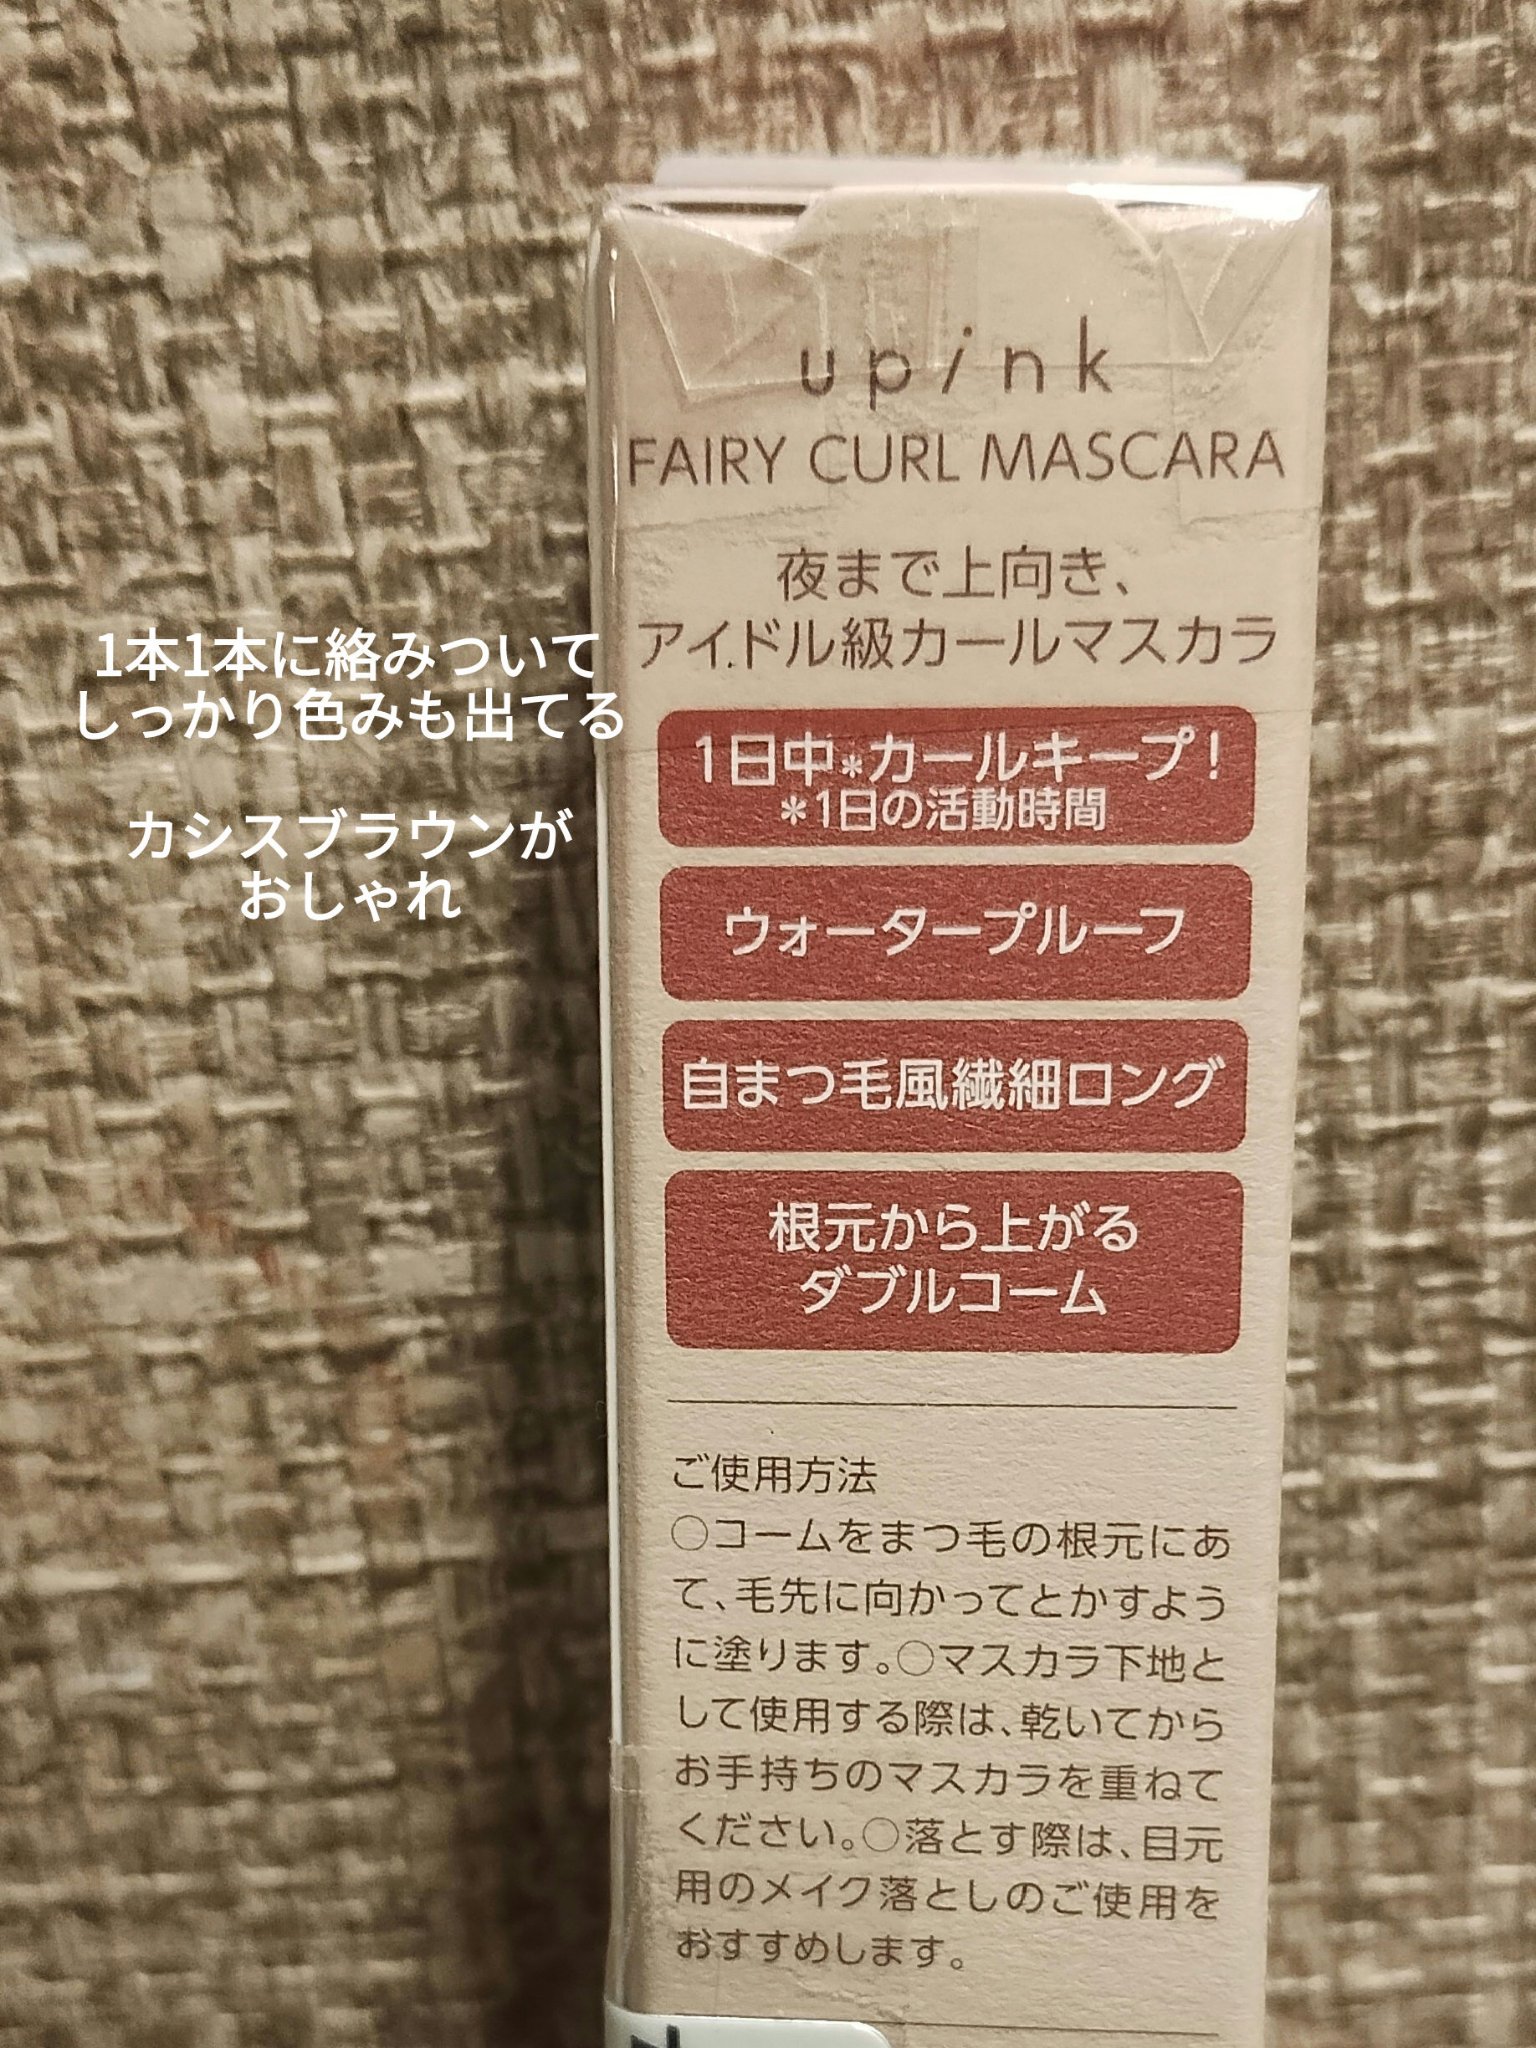 upink
FAIRY CURL MASCARA
夜まで上向き、
アイドル級カールマスカラ
1本1本に絡みついて
しっかり色みも出てる
カシスブラウンが
おしゃれ
1日中*カールキープ!
*1日の活動時間
ウォータープルーフ
自まつ毛風繊細ロング
根元から上がる
ダブルコーム
ご使用方法
○コームをまつ毛の根元にあ
て、毛先に向かってとかすよう
に塗ります。○マスカラ下地と
して使用する際は、乾いてから
お手持ちのマスカラを重ねて
ください。○落とす際は、目元
用のメイク落としのご使用を
おすすめします。